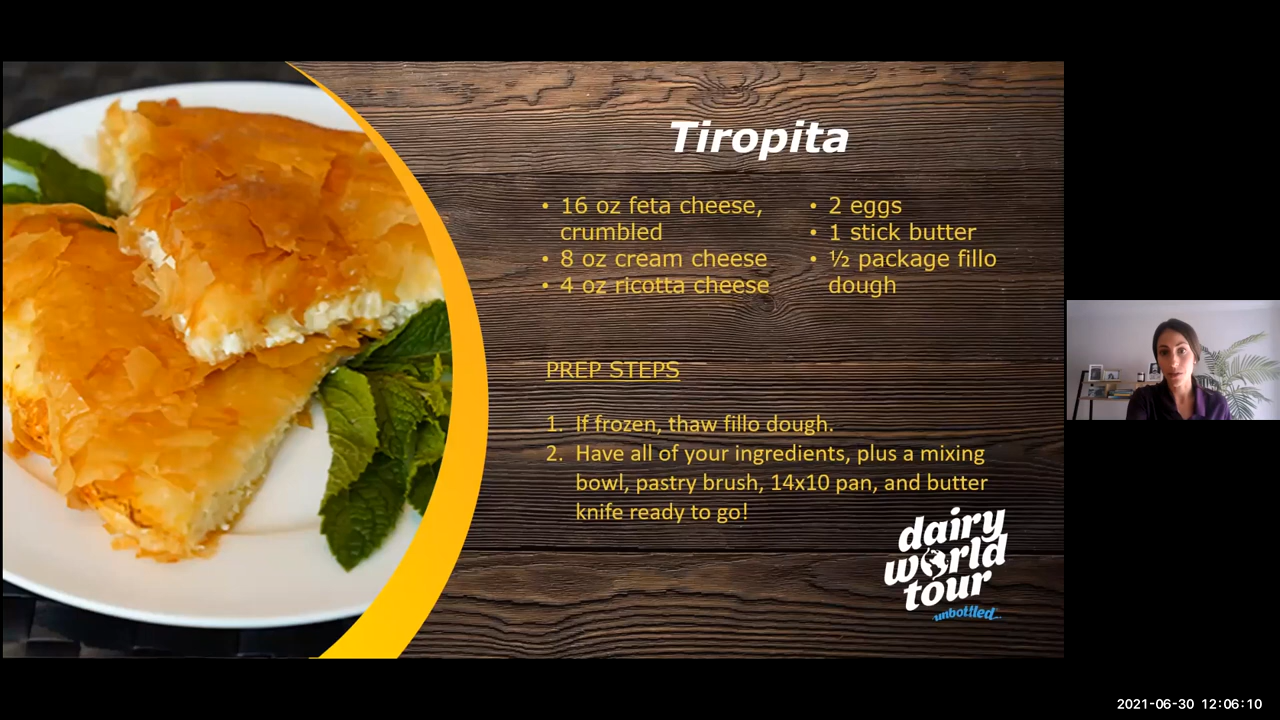 Tiropita
• 16 oz feta cheese,
crumbled
• 8 oz cream cheese
• 4 oz ricotta cheese
• 2 eggs
• 1 stick butter
• ½ package fillo
dough
PREP STEPS
1. If frozen, thaw fillo dough.
2. Have all of your ingredients, plus a mixing
bowl, pastry brush, 14x10 pan, and butter
knife ready to go!
dairy
world
tour
unbottled
2021-06-30 12:06:10